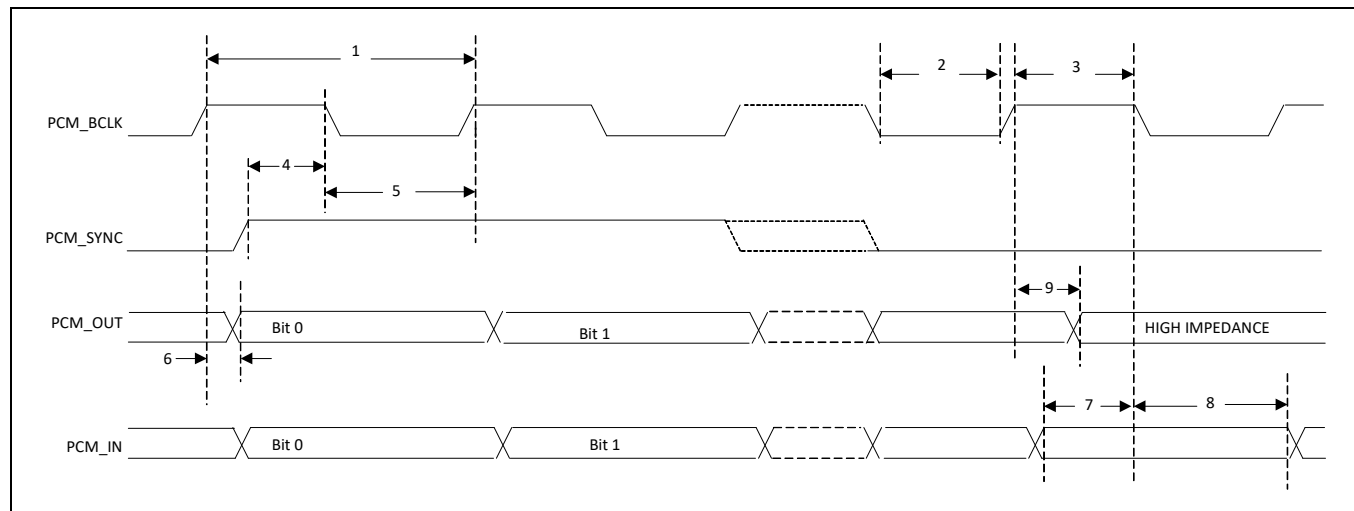 1
2
3
PCM_BCLK
4
5
PCM_SYNC
9
PCM_OUT
Bit 0
Bit 1
HIGH IMPEDANCE
6
7
8
PCM_IN
Bit 0
Bit 1